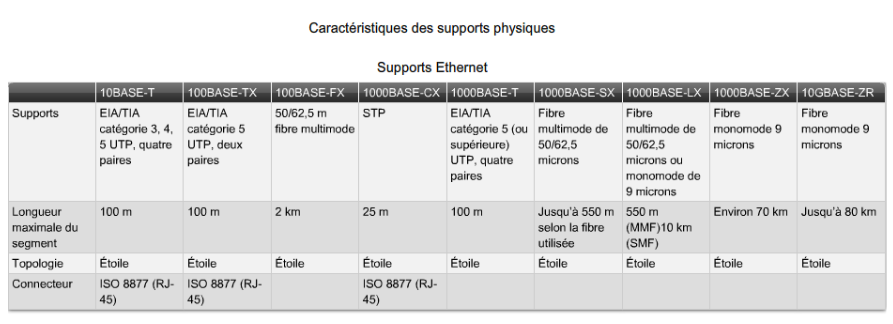 Caractéristiques des supports physiques
Supports Ethernet
10BASE-T 100BASE-TX 100BASE-FX 1000BASE-CX 1000BASE-T 1000BASE-SX 1000BASE-LX 1000BASE-ZX 10GBASE-ZR
Supports EIA/TIA EIA/TIA 50/62,5 m STP EIA/TIA Fibre Fibre Fibre Fibre
catégorie 3, 4, catégorie 5 fibre multimode catégorie 5 (ou multimode de multimode de monomode 9 monomode 9
5 UTP, quatre UTP, deux supérieure) 50/62,5 50/62,5 microns microns
paires paires UTP, quatre microns microns ou
paires monomode de
9 microns
Longueur 100 m 100 m 2 km 25 m 100 m Jusqu'à 550 m 550 m Environ 70 km Jusqu'à 80 km
maximale du selon la fibre (MMF)10 km
segment utilisée (SMF)
Topologie Étoile Étoile Étoile Étoile Étoile Étoile Étoile Étoile Étoile
Connecteur ISO 8877 (RJ- ISO 8877 (RJ- ISO 8877 (RJ-
45) 45) 45)